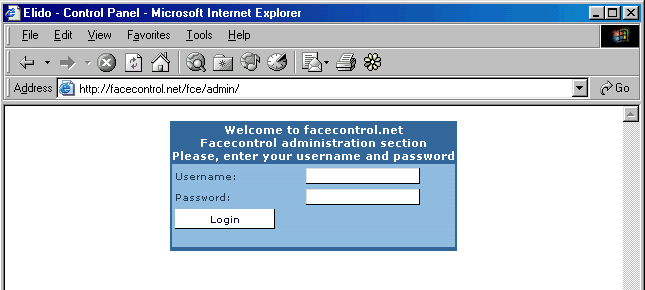 Elido - Control Panel - Microsoft Internet Explorer
File Edit View Favorites Tools Help
Address http://facecontrol.net/fce/admin/ Go
Welcome to facecontrol.net
Facecontrol administration section
Please, enter your username and password
Username:
Password:
Login